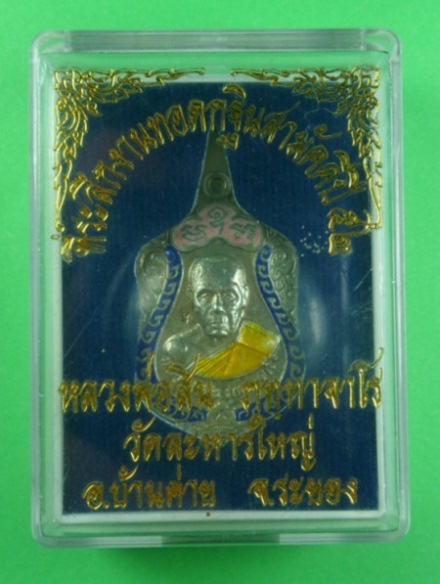 ที่ระลึกงานทอดกฐินสามัคคีปี ๕๒
หลวงพ่อสิน ภทฺทาจาโร
วัดละหารใหญ่
อ.บ้านค่าย จ.ระยอง